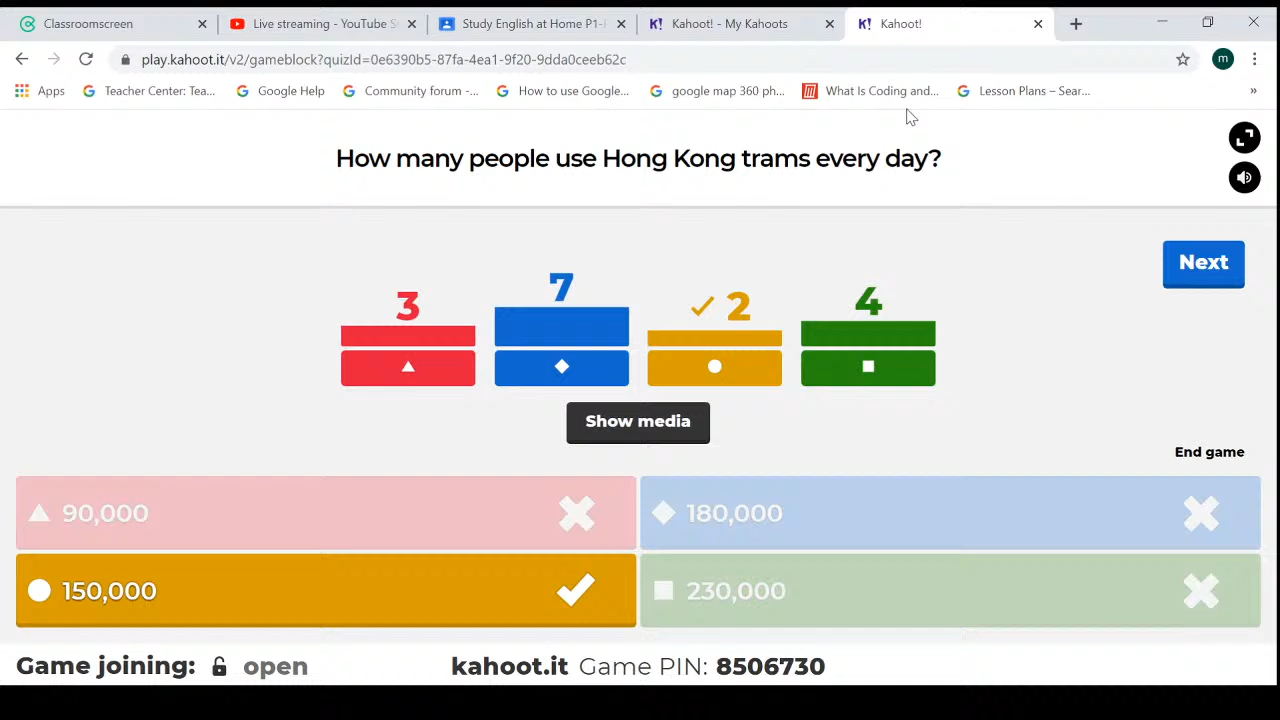 Classroomscreen
Live streaming - YouTube S
Study English at Home P1-
Kahoot! - My Kahoots
Kahoot!
play.kahoot.it/v2/gameblock?quizId=0e6390b5-87fa-4ea1-9f20-9dda0ceeb62c
m
Apps
Teacher Center: Tea...
Google Help
Community forum -...
How to use Google...
google map 360 ph...
What Is Coding and...
Lesson Plans – Sear...
»
How many people use Hong Kong trams every day?
Next
3
7
2
4
Show media
End game
90,000
180,000
150,000
230,000
Game joining: open
kahoot.it Game PIN: 8506730